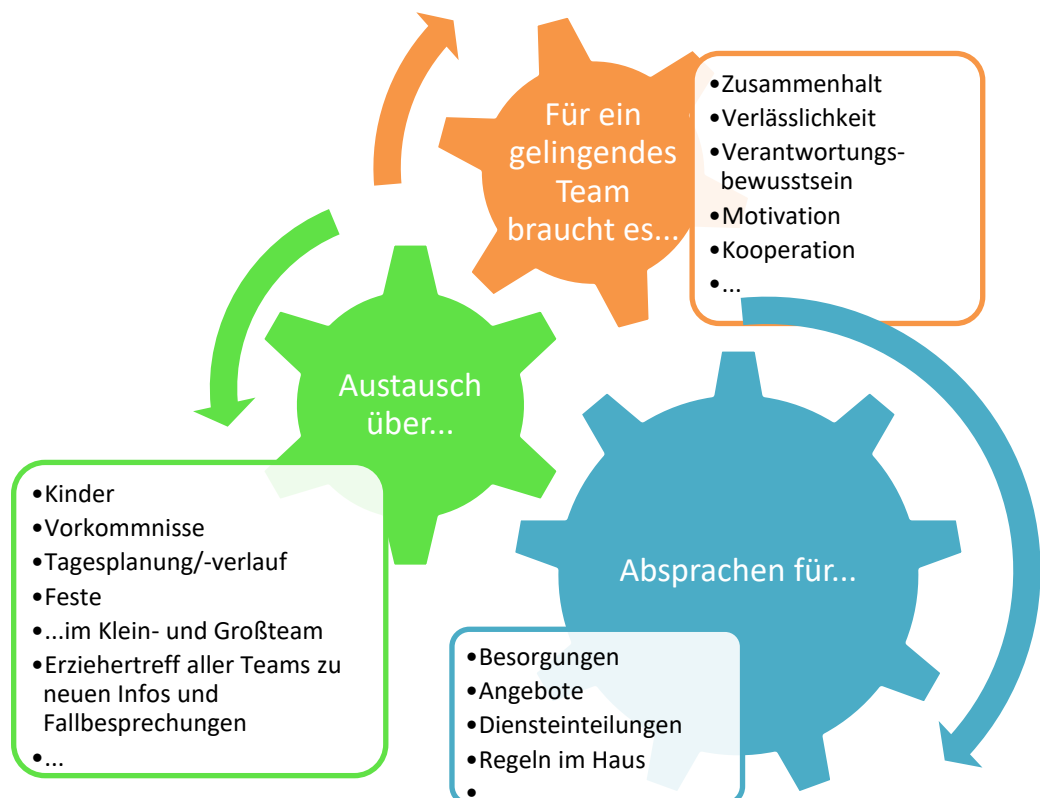 Für ein
gelingendes
Team
braucht es...
•Zusammenhalt
•Verlässlichkeit
•Verantwortungs-
bewusstsein
•Motivation
•Kooperation
•...
Austausch
über...
•Kinder
•Vorkommnisse
•Tagesplanung/-verlauf
•Feste
•...im Klein- und Großteam
•Erziehertreff aller Teams zu
neuen Infos und
Fallbesprechungen
•...
Absprachen für...
•Besorgungen
•Angebote
•Diensteinteilungen
•Regeln im Haus
•